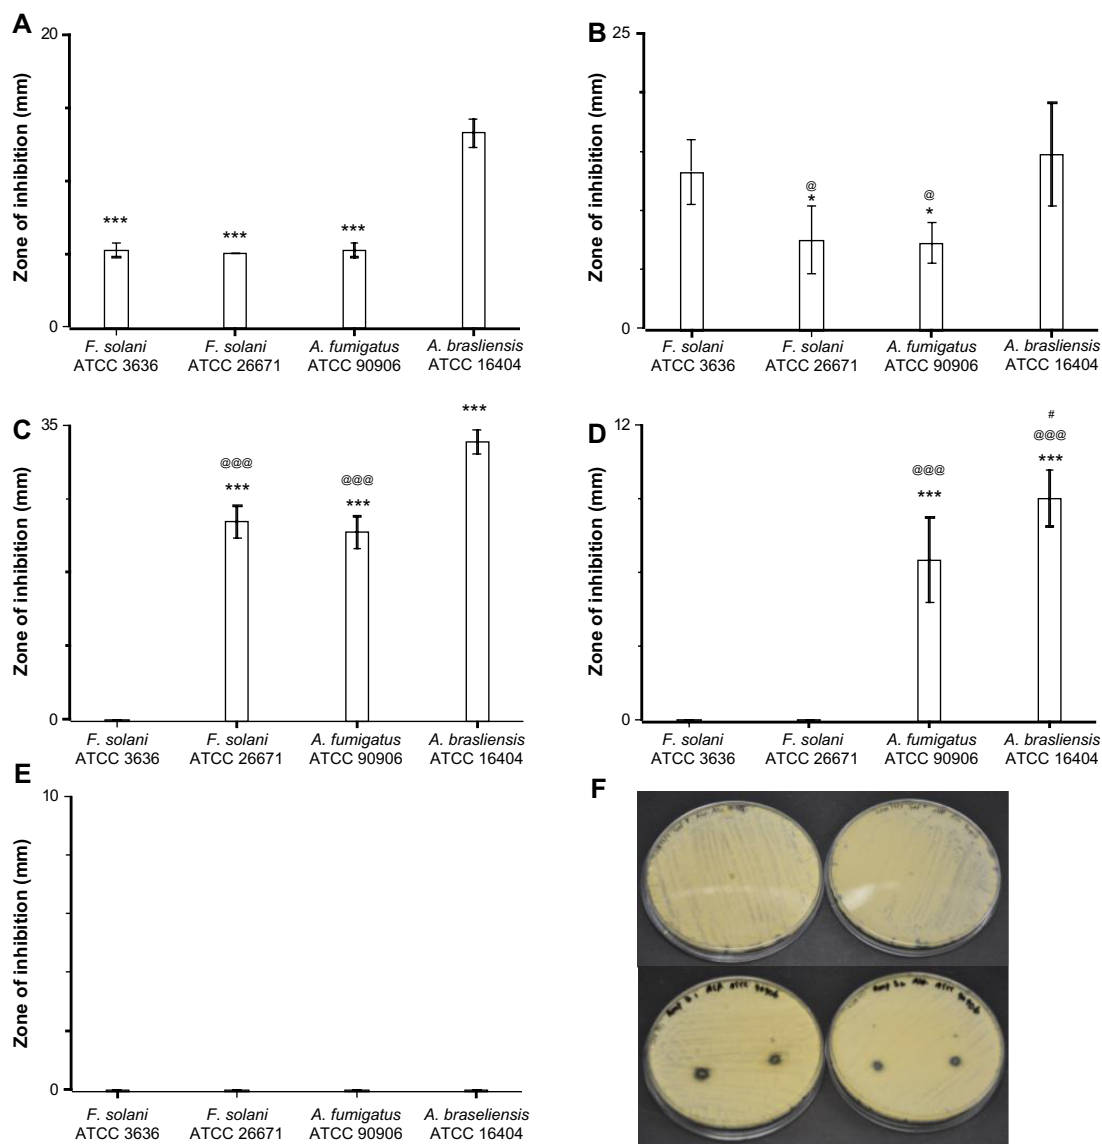 A
20
Zone of inhibition (mm)
0
***
***
***
F. solani
ATCC 3636
F. solani
ATCC 26671
A. fumigatus
ATCC 90906
A. brasliensis
ATCC 16404
B
25
Zone of inhibition (mm)
0
@
*
@
*
F. solani
ATCC 3636
F. solani
ATCC 26671
A. fumigatus
ATCC 90906
A. brasliensis
ATCC 16404
C
35
Zone of inhibition (mm)
0
@@@
***
@@@
***
***
F. solani
ATCC 3636
F. solani
ATCC 26671
A. fumigatus
ATCC 90906
A. brasliensis
ATCC 16404
D
12
Zone of inhibition (mm)
0
@@@
***
#
@@@
***
F. solani
ATCC 3636
F. solani
ATCC 26671
A. fumigatus
ATCC 90906
A. brasliensis
ATCC 16404
E
10
Zone of inhibition (mm)
0
F. solani
ATCC 3636
F. solani
ATCC 26671
A. fumigatus
ATCC 90906
A. braseliensis
ATCC 16404
F